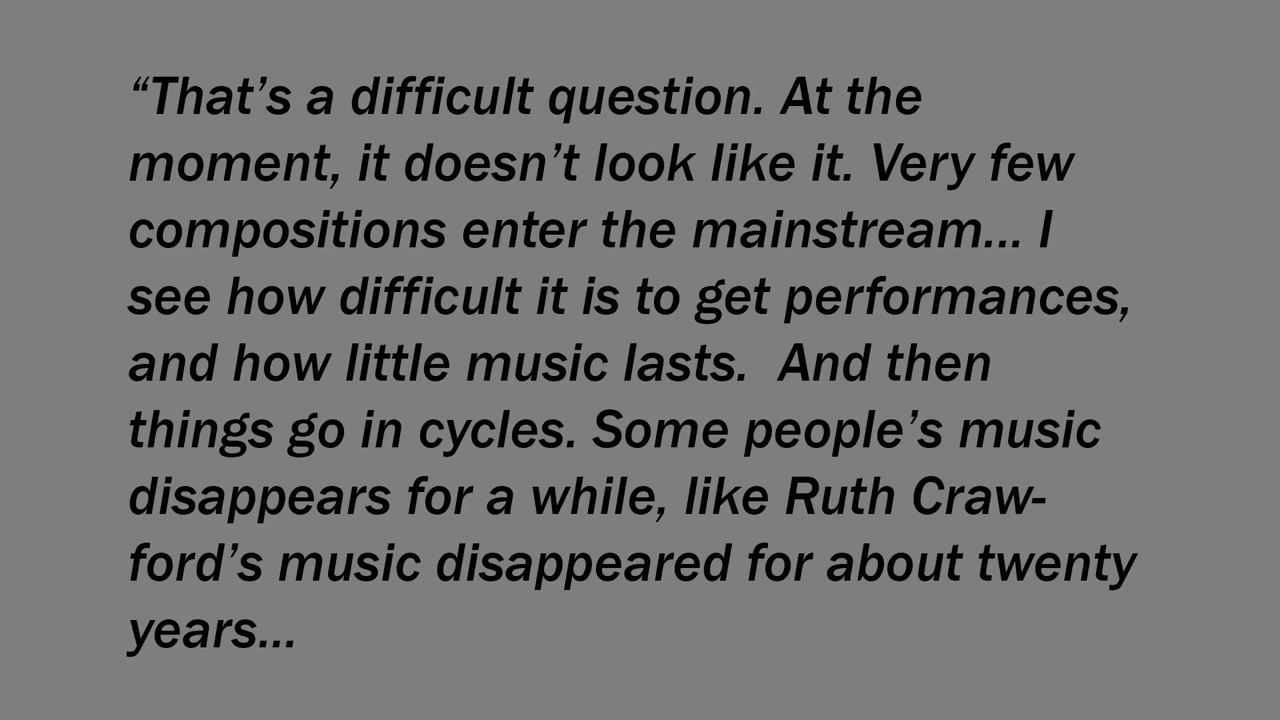 “That’s a difficult question. At the
moment, it doesn’t look like it. Very few
compositions enter the mainstream... I
see how difficult it is to get performances,
and how little music lasts.  And then
things go in cycles. Some people’s music
disappears for a while, like Ruth Craw-
ford’s music disappeared for about twenty
years...